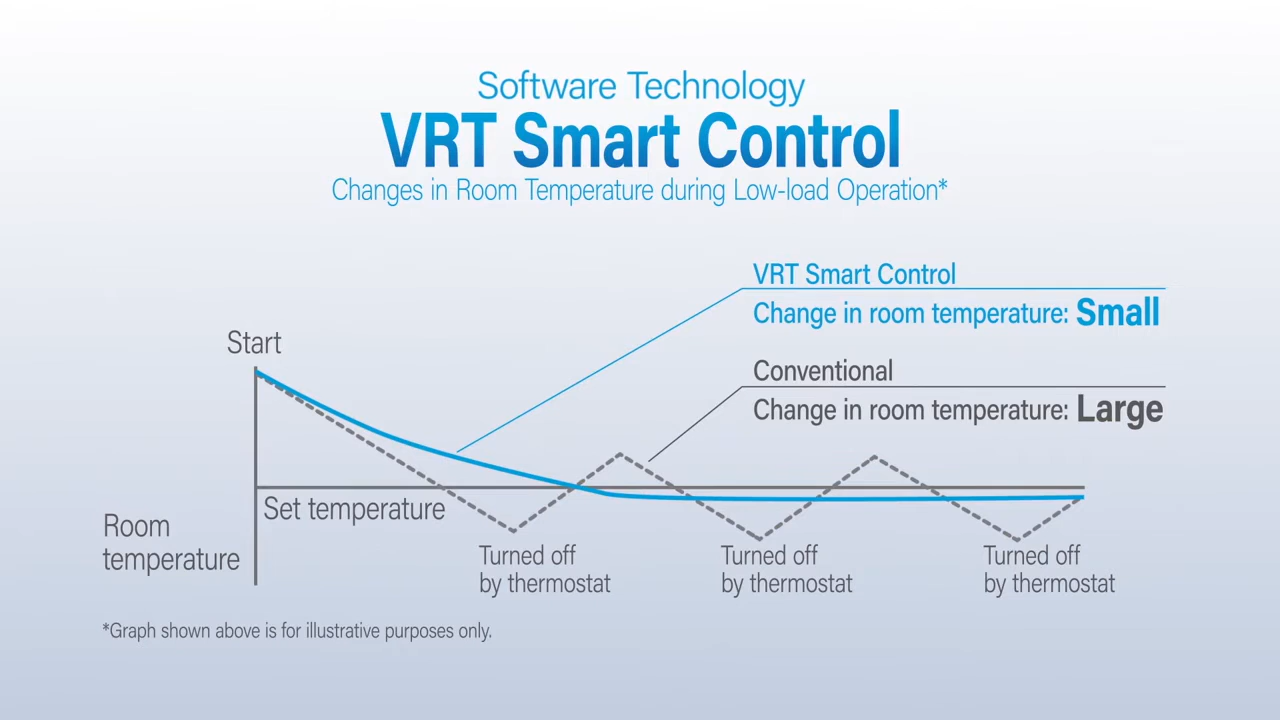 Software Technology
VRT Smart Control
Changes in Room Temperature during Low-load Operation*
VRT Smart Control
Change in room temperature: Small
Start
Conventional
Change in room temperature: Large
Set temperature
Room
temperature
Turned off
by thermostat
Turned off
by thermostat
Turned off
by thermostat
*Graph shown above is for illustrative purposes only.